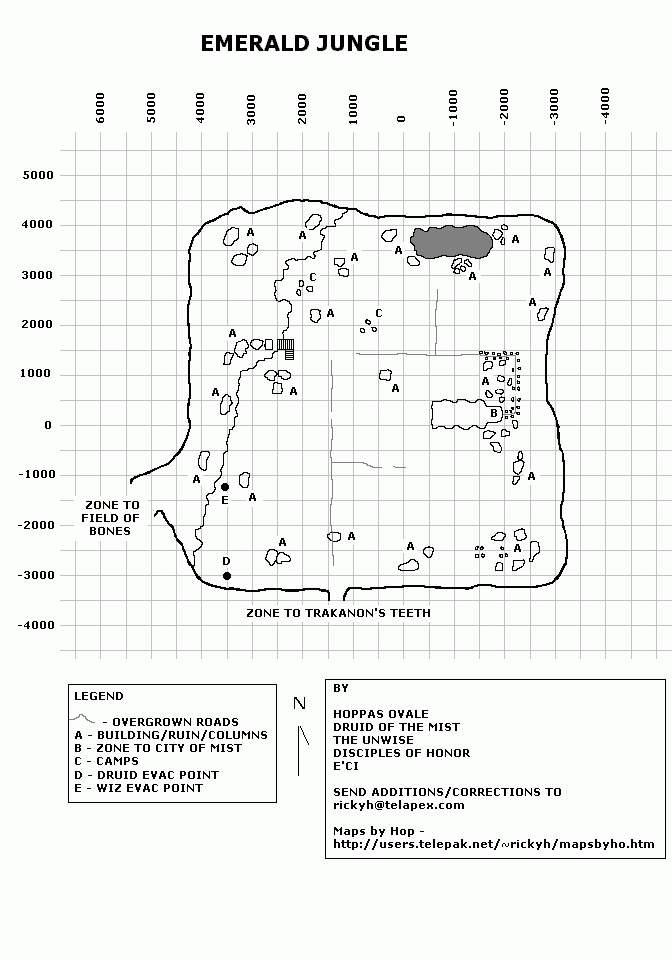 EMERALD JUNGLE
6000 5000 4000 3000 2000 1000 0 -1000 -2000 -3000 -4000
5000
4000
3000
2000
1000
0
-1000
-2000
-3000
-4000
A A A A
A A A
C A C A
A
A A A A B
A E A A
ZONE TO
FIELD OF
BONES
A A A A
D
ZONE TO TRAKANON'S TEETH
LEGEND
- OVERGROWN ROADS
A - BUILDING/RUIN/COLUMNS
B - ZONE TO CITY OF MIST
C - CAMPS
D - DRUID EVAC POINT
E - WIZ EVAC POINT
N
BY
HOPPAS OVALE
DRUID OF THE MIST
THE UNWISE
DISCIPLES OF HONOR
E'CI
SEND ADDITIONS/CORRECTIONS TO
rickyh@telapex.com
Maps by Hop -
http://users.telepak.net/~rickyh/mapsbyho.htm